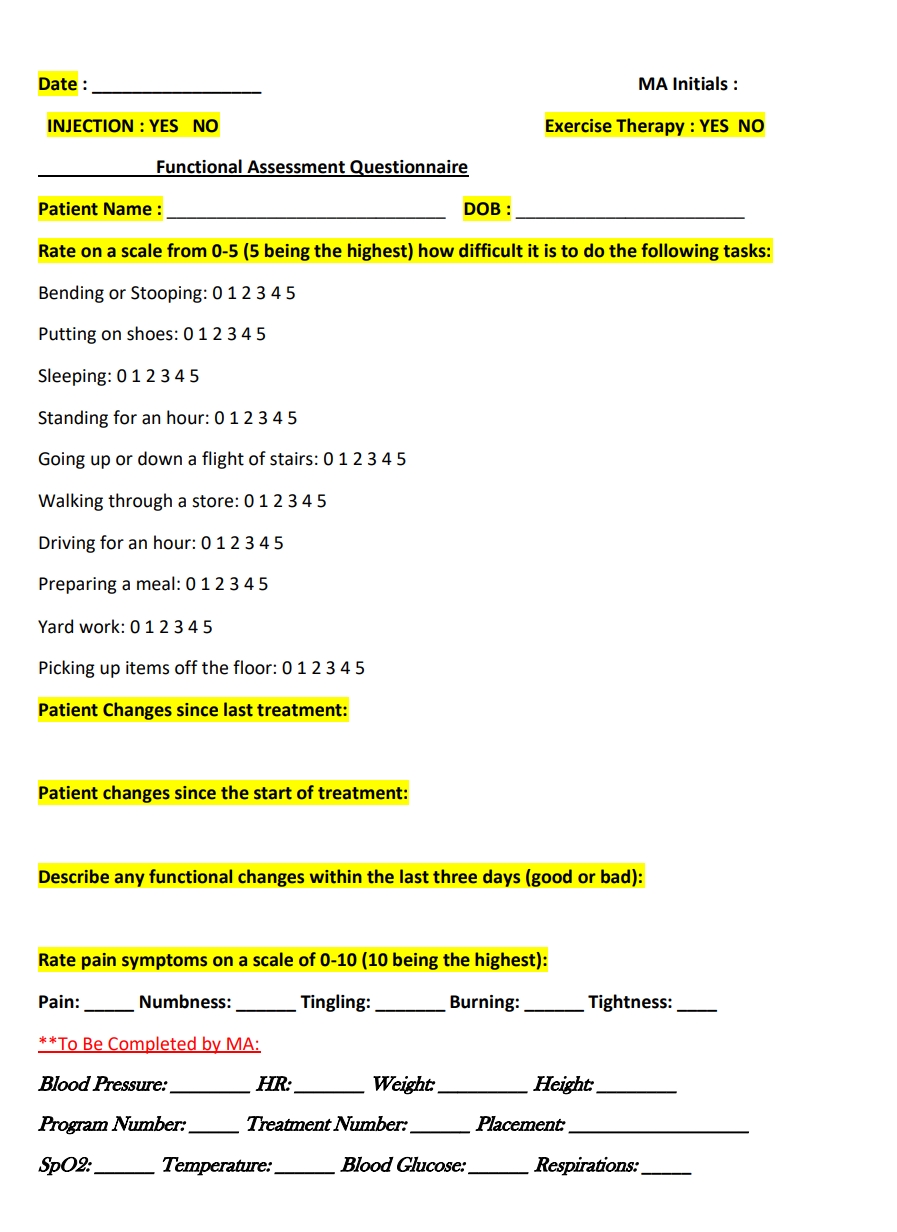 Date : _________________ MA Initials :
INJECTION : YES NO Exercise Therapy : YES NO
Functional Assessment Questionnaire
Patient Name : ____________________________ DOB : _______________________
Rate on a scale from 0-5 (5 being the highest) how difficult it is to do the following tasks:
Bending or Stooping: 0 1 2 3 4 5
Putting on shoes: 0 1 2 3 4 5
Sleeping: 0 1 2 3 4 5
Standing for an hour: 0 1 2 3 4 5
Going up or down a flight of stairs: 0 1 2 3 4 5
Walking through a store: 0 1 2 3 4 5
Driving for an hour: 0 1 2 3 4 5
Preparing a meal: 0 1 2 3 4 5
Yard work: 0 1 2 3 4 5
Picking up items off the floor: 0 1 2 3 4 5
Patient Changes since last treatment:
Patient changes since the start of treatment:
Describe any functional changes within the last three days (good or bad):
Rate pain symptoms on a scale of 0-10 (10 being the highest):
Pain: _____ Numbness: ______ Tingling: _______ Burning: ______ Tightness: ____
**To Be Completed by MA:
Blood Pressure: ________ HR: _______ Weight: _________ Height: ________
Program Number: _____ Treatment Number: ______ Placement: __________________
SpO2: ______ Temperature: ______ Blood Glucose: ______ Respirations: _____